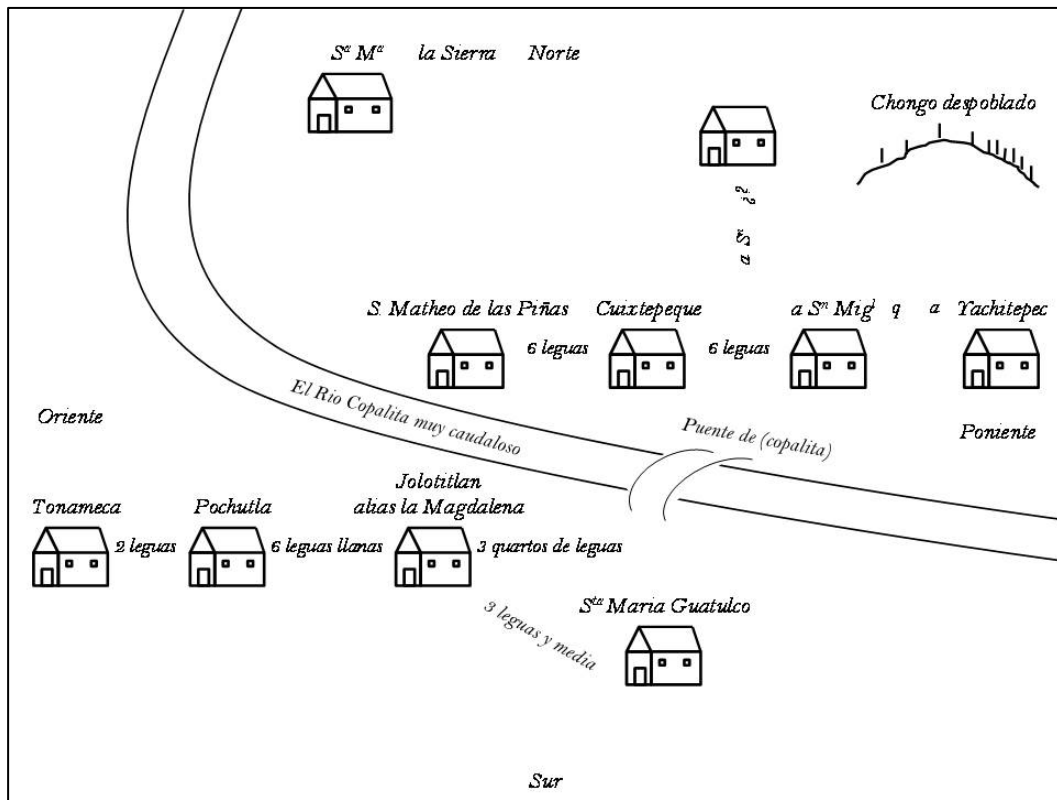 Sᵃ Mᵃ la Sierra Norte
Chongo despoblado
S. Matheo de las Piñas
Cuixtepeque
a Sⁿ Migˡ q a Yachitepec
6 leguas
6 leguas
El Rio Copalita muy caudaloso
Puente de (copalita)
Oriente
Poniente
Tonameca
Pochutla
Jolotitlan
alias la Magdalena
2 leguas
6 leguas llanas
3 quartos de leguas
3 leguas y media
Sᵗᵃ Maria Guatulco
Sur